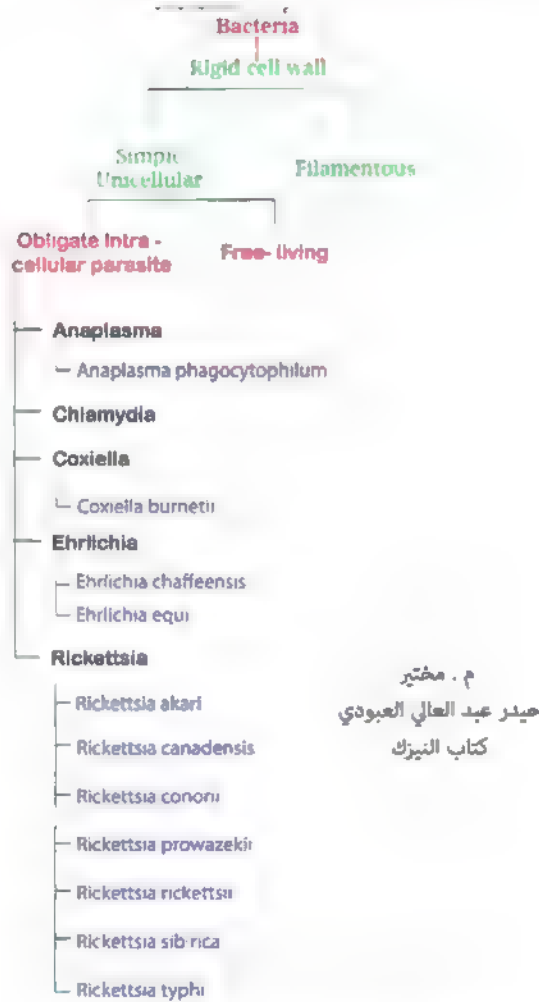 Bacteria
Rigid cell wall
Simple
Unicellular
Filamentous
Obligate Intra -
cellular parasite
Free- living
Anaplasma
Anaplasma phagocytophilum
Chlamydia
Coxiella
Coxiella burnetii
Ehrlichia
Ehrlichia chaffeensis
Ehrlichia equi
Rickettsia
Rickettsia akari
Rickettsia canadensis
Rickettsia conorii
Rickettsia prowazekii
Rickettsia rickettsii
Rickettsia sibirica
Rickettsia typhi
م . مختبر
حيدر عبد العالي العبودي
كتاب النيزك